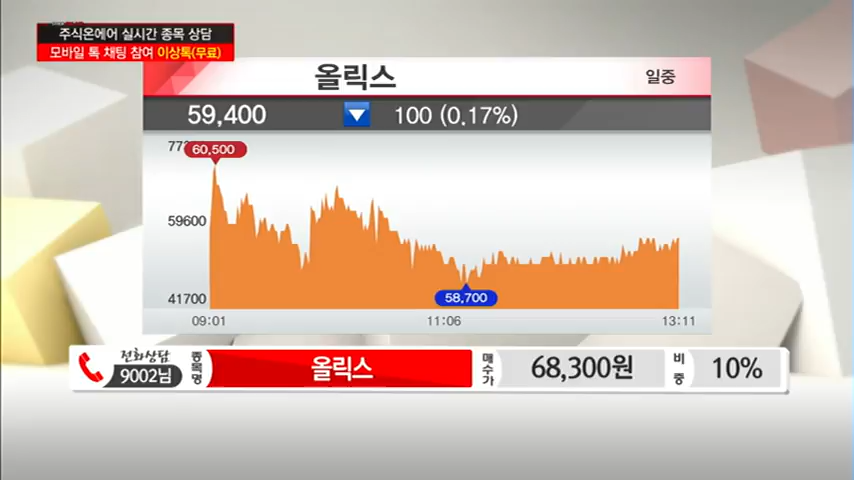 주식온에어 실시간 종목 상담
모바일 톡 채팅 참여 이상톡(무료)
올릭스
일중
59,400
100 (0.17%)
60,500
59600
41700
58,700
09:01
11:06
13:11
전화상담
9002님
종목명
올릭스
매수가
68,300원
비중
10%